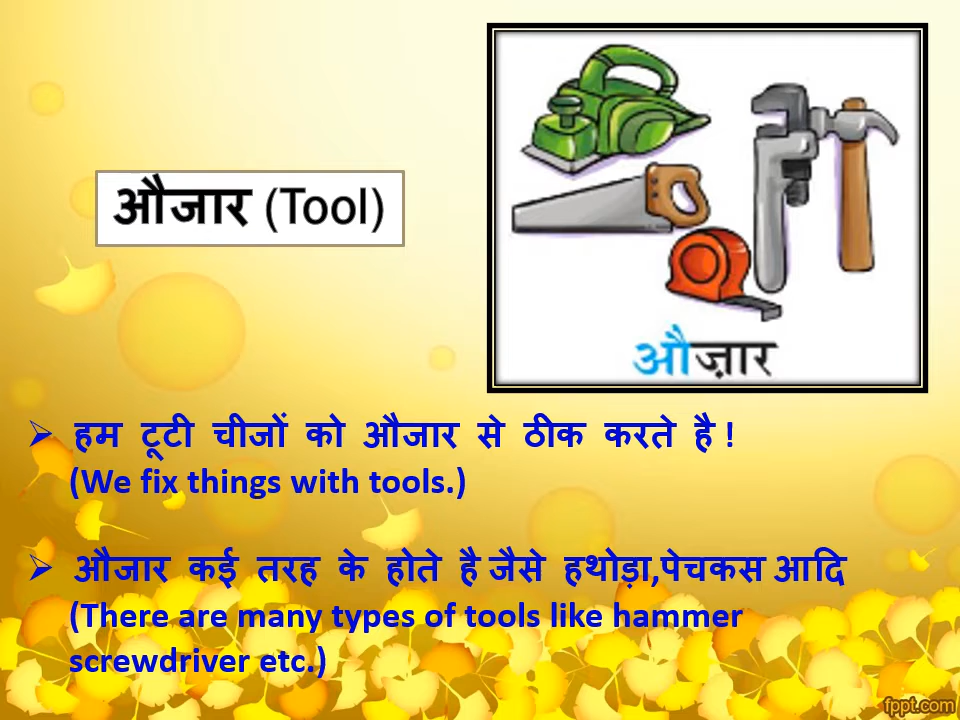 औजार (Tool)
औज़ार
➢ हम टूटी चीजों को औजार से ठीक करते है !
(We fix things with tools.)
➢ औजार कई तरह के होते है जैसे हथोड़ा,पेचकस आदि
(There are many types of tools like hammer
screwdriver etc.)
fppt.com